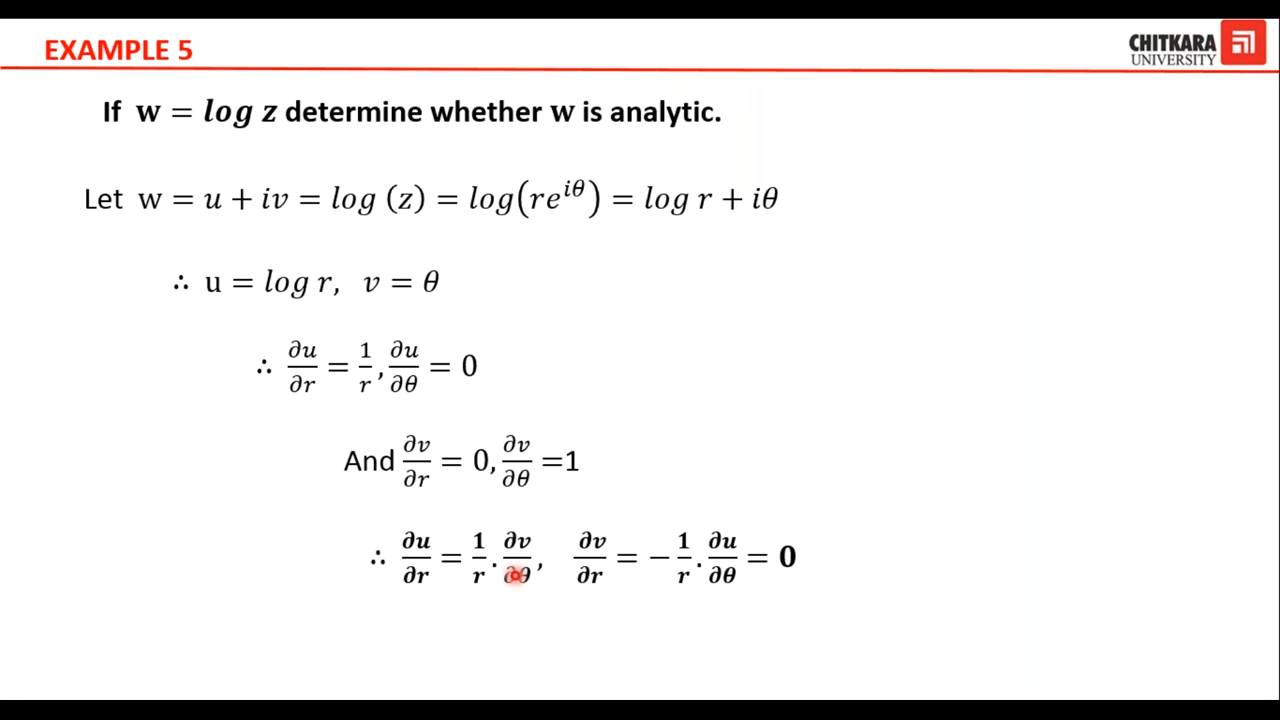 EXAMPLE 5
CHITKARA
UNIVERSITY
If w = log z determine whether w is analytic.
Let w = u + iv = log (z) = log(re^{iθ}) = log r + iθ
∴ u = log r, v = θ
∴ ∂u/∂r = 1/r, ∂u/∂θ = 0
And ∂v/∂r = 0, ∂v/∂θ =1
∴ ∂u/∂r = 1/r . ∂v/∂θ, ∂v/∂r = − 1/r . ∂u/∂θ = 0